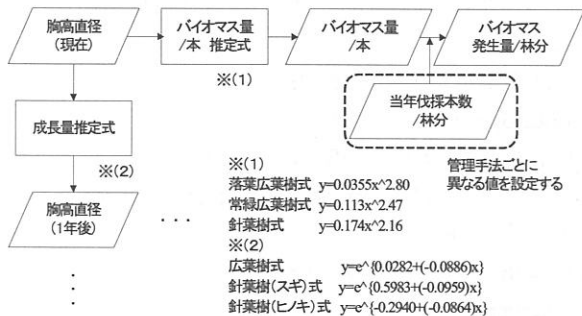 胸高直径
(現在)
バイオマス量
/本 推定式
バイオマス量
/本
バイオマス
発生量/林分
※(1)
当年伐採本数
/林分
成長量推定式
※(2)
管理手法ごとに
異なる値を設定する
胸高直径
(1年後)
・・・
※(1)
落葉広葉樹式 y=0.0355x^2.80
常緑広葉樹式 y=0.113x^2.47
針葉樹式 y=0.174x^2.16
※(2)
広葉樹式 y=e^{0.0282+(-0.0886)x}
針葉樹(スギ)式 y=e^{0.5983+(-0.0959)x}
針葉樹(ヒノキ)式 y=e^{-0.2940+(-0.0864)x}